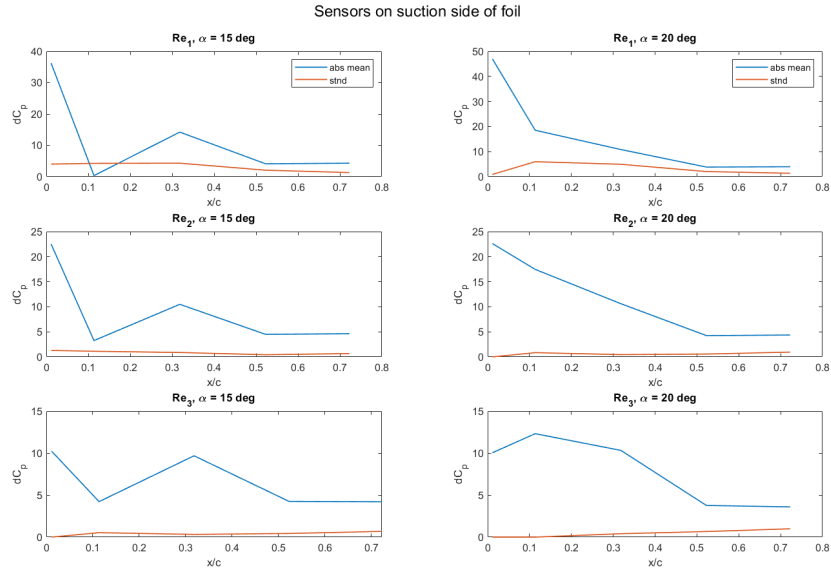 Sensors on suction side of foil
Re1, α = 15 deg
40
30
20
10
0
dCp
abs mean
stnd
0 0.1 0.2 0.3 0.4 0.5 0.6 0.7 0.8
x/c
Re1, α = 20 deg
50
40
30
20
10
0
dCp
abs mean
stnd
0 0.1 0.2 0.3 0.4 0.5 0.6 0.7 0.8
x/c
Re2, α = 15 deg
25
20
15
10
5
0
dCp
0 0.1 0.2 0.3 0.4 0.5 0.6 0.7 0.8
x/c
Re2, α = 20 deg
25
20
15
10
5
0
dCp
0 0.1 0.2 0.3 0.4 0.5 0.6 0.7 0.8
x/c
Re3, α = 15 deg
15
10
5
0
dCp
0 0.1 0.2 0.3 0.4 0.5 0.6 0.7
x/c
Re3, α = 20 deg
15
10
5
0
dCp
0 0.1 0.2 0.3 0.4 0.5 0.6 0.7 0.8
x/c